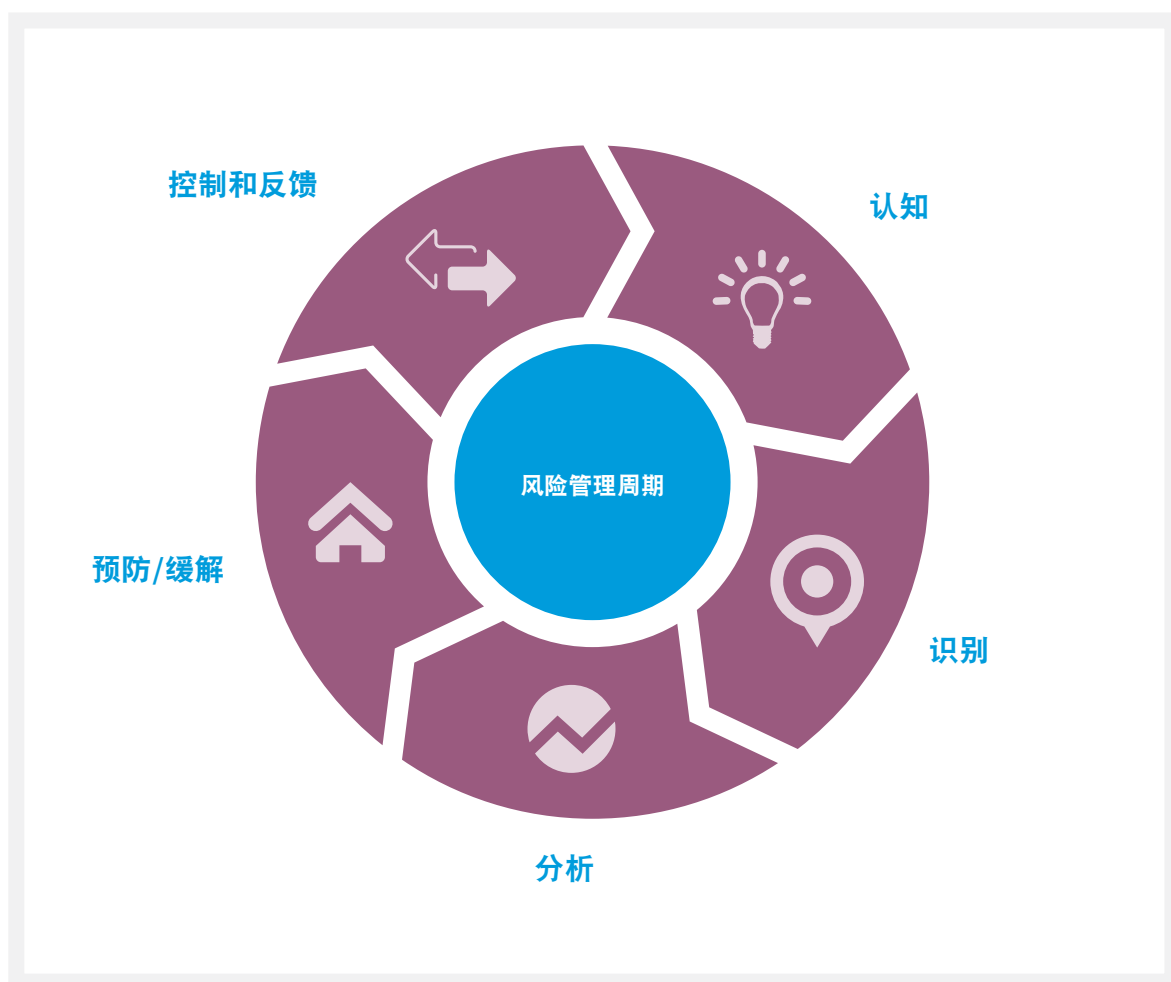 控制和反馈
认知
风险管理周期
预防/缓解
识别
分析